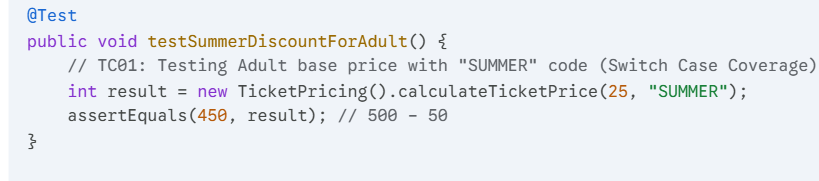 @Test
public void testSummerDiscountForAdult() {
    // TC01: Testing Adult base price with "SUMMER" code (Switch Case Coverage)
    int result = new TicketPricing().calculateTicketPrice(25, "SUMMER");
    assertEquals(450, result); // 500 - 50
}